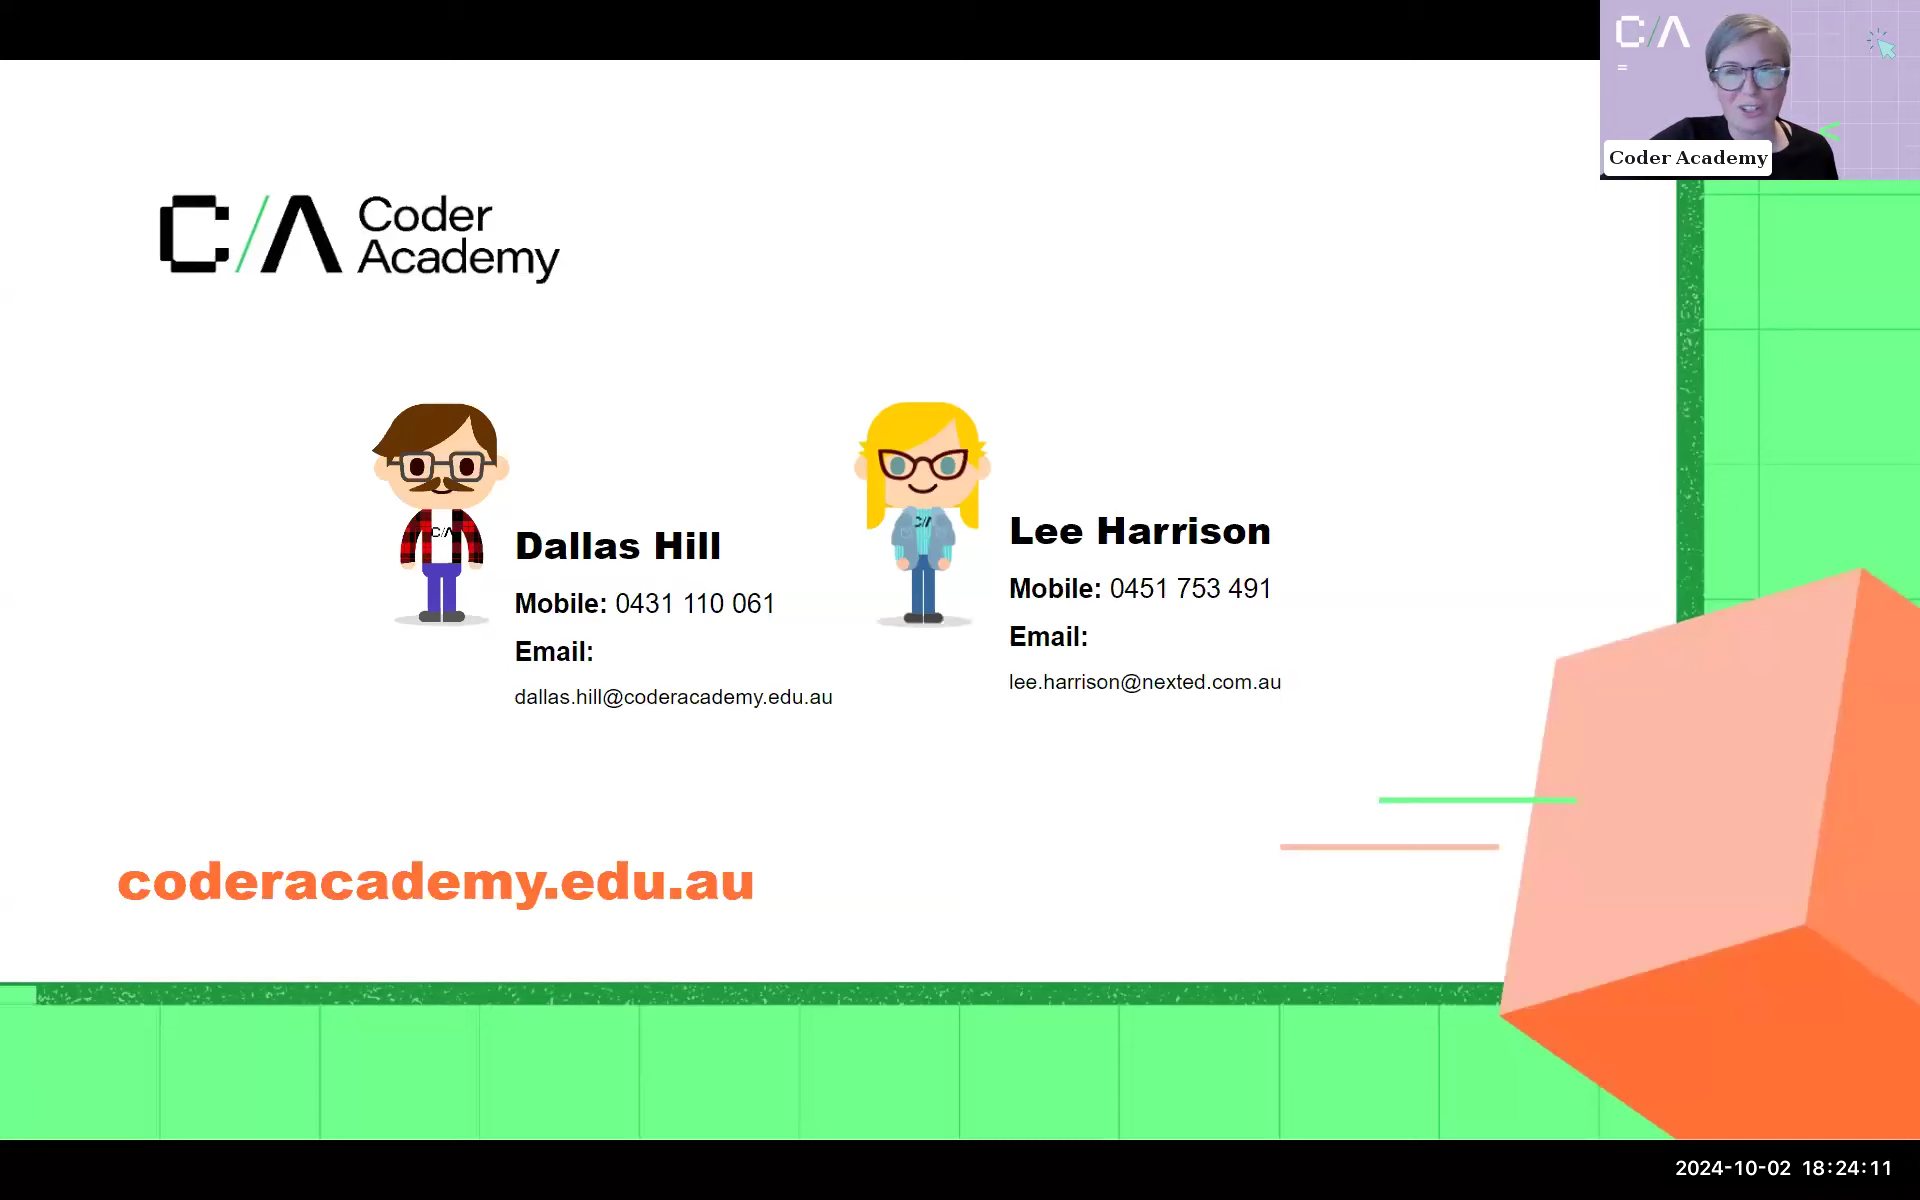 C/Λ
=
<
Coder Academy
C/Λ Coder
Academy
C/Λ
C/Λ
Dallas Hill
Mobile: 0431 110 061
Email:
dallas.hill@coderacademy.edu.au
Lee Harrison
Mobile: 0451 753 491
Email:
lee.harrison@nexted.com.au
coderacademy.edu.au
2024-10-02 18:24:11